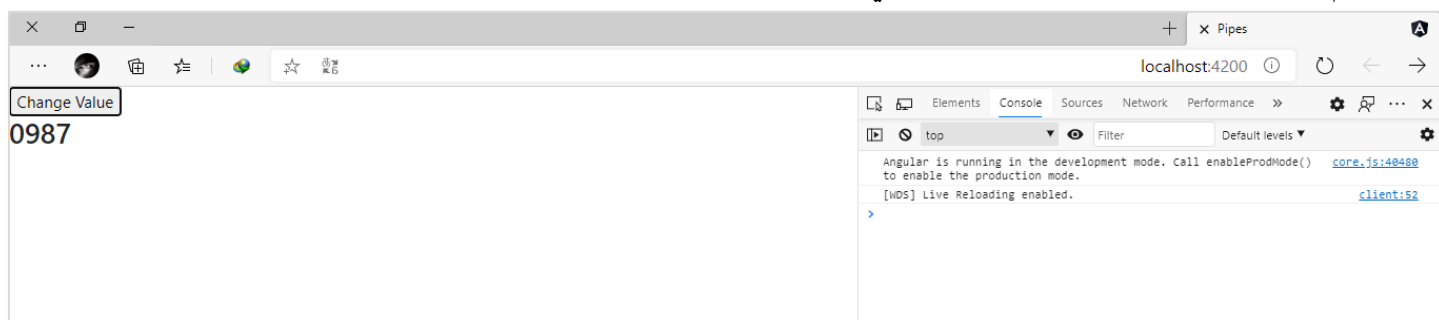 Pipes
localhost:4200
Change Value
0987
Elements Console Sources Network Performance »
top Filter Default levels ▼
Angular is running in the development mode. Call enableProdMode() core.js:40480
to enable the production mode.
[WDS] Live Reloading enabled. client:52
>